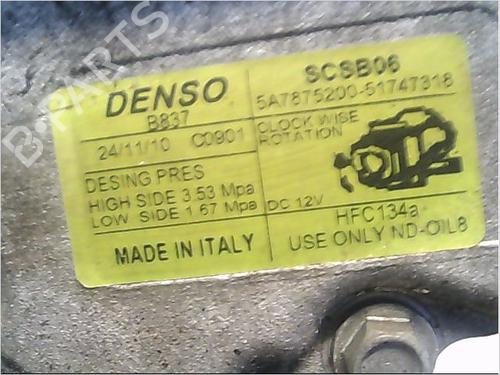 B-PARTS
DENSO
B837
24/11/10 C0901
DESING PRES
HIGH SIDE 3.53 Mpa
LOW SIDE 1.67 Mpa
MADE IN ITALY
SCSB06
5A7875200-51747318
CLOCK WISE
ROTATION
DC 12V
HFC134a
USE ONLY ND-OIL8